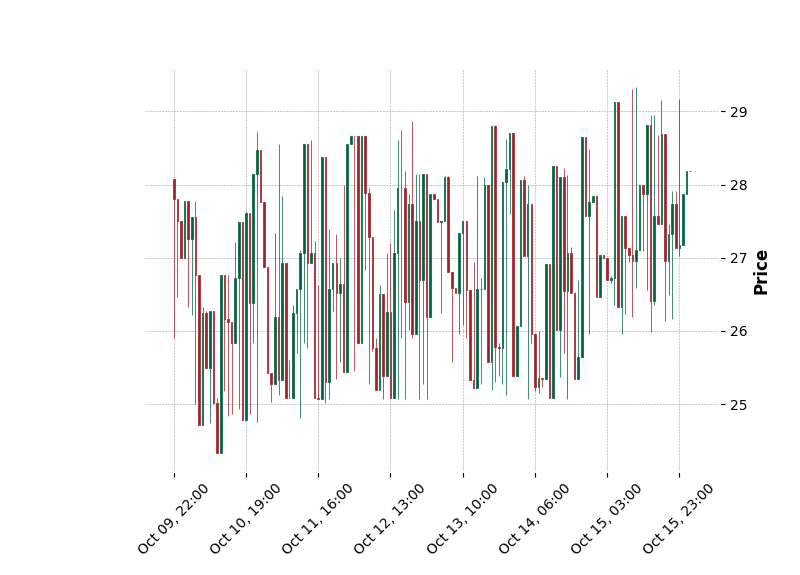 29
28
27
26
25
Price
Oct 09, 22:00
Oct 10, 19:00
Oct 11, 16:00
Oct 12, 13:00
Oct 13, 10:00
Oct 14, 06:00
Oct 15, 03:00
Oct 15, 23:00